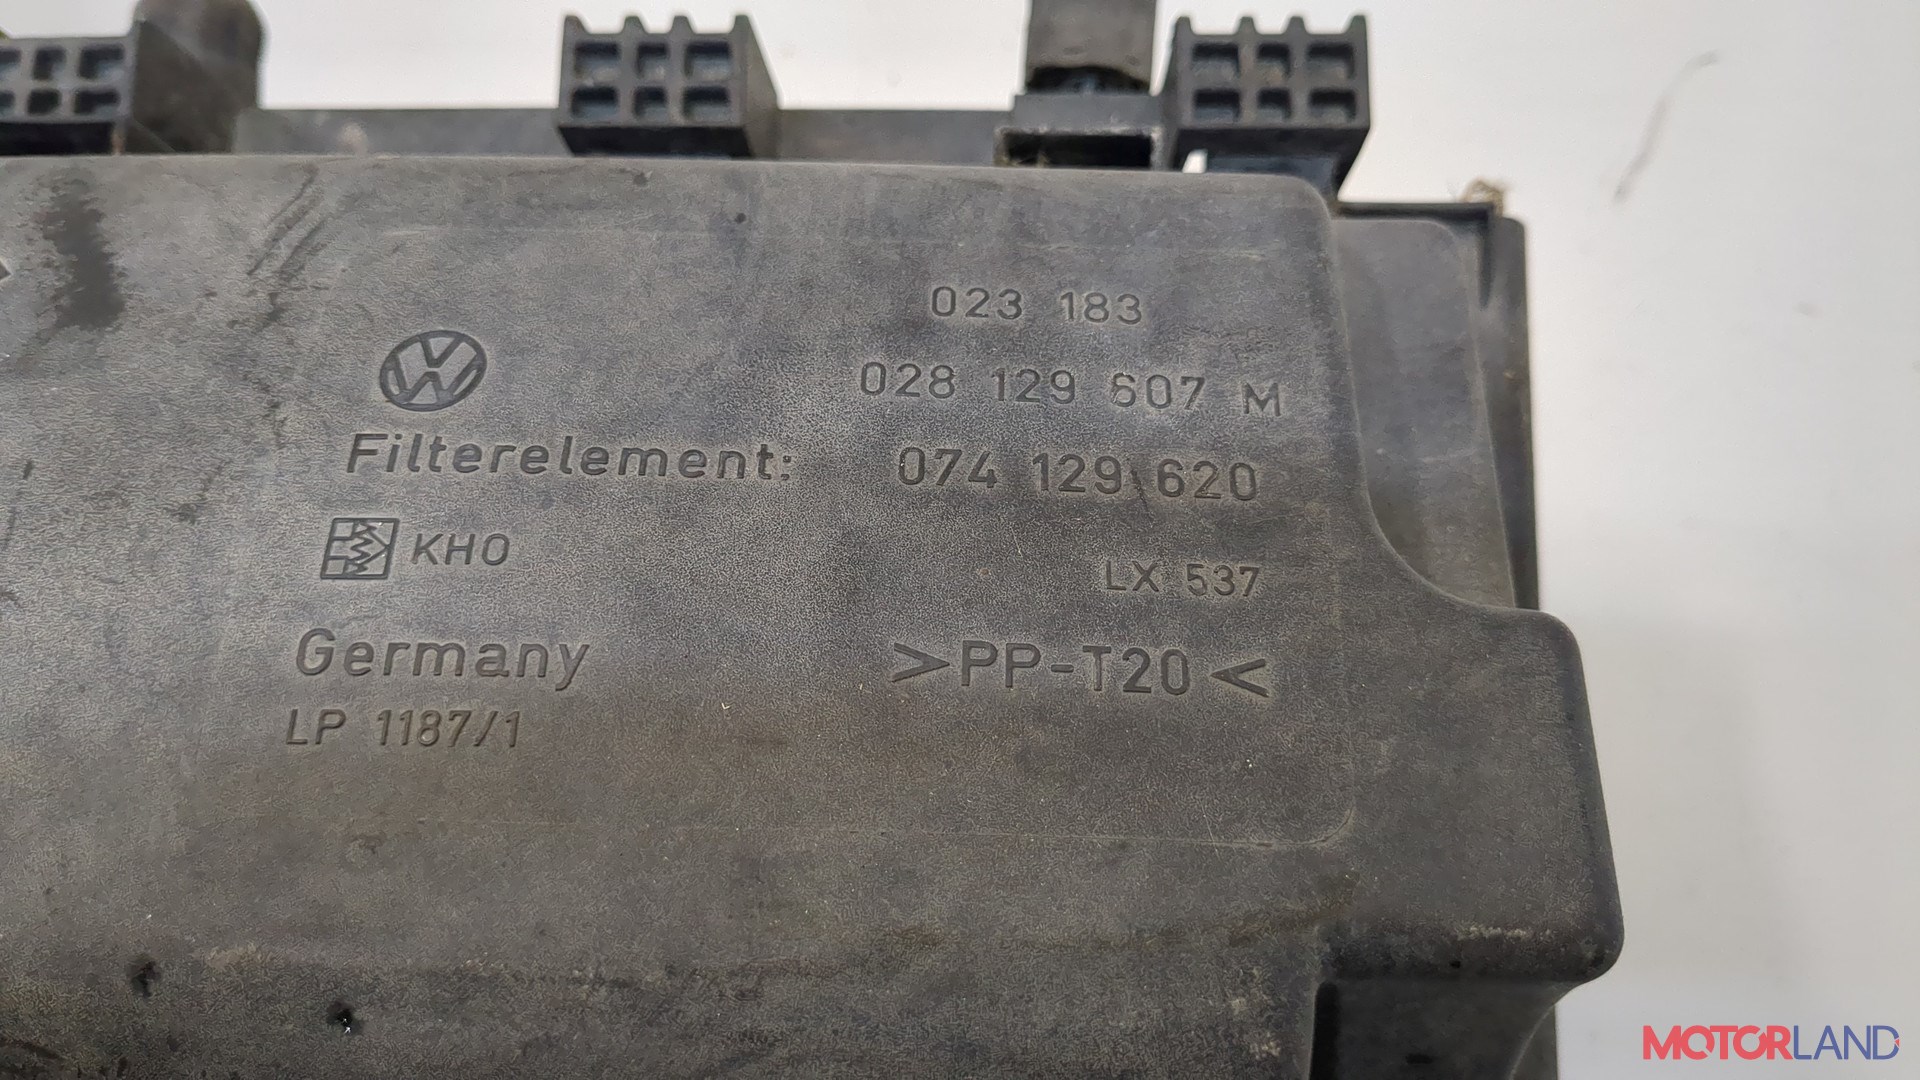 023 183
028 129 607 M
Filterelement: 074 129 620
KHO
LX 537
Germany
>PP-T20<
LP 1187/1
MOTORLAND